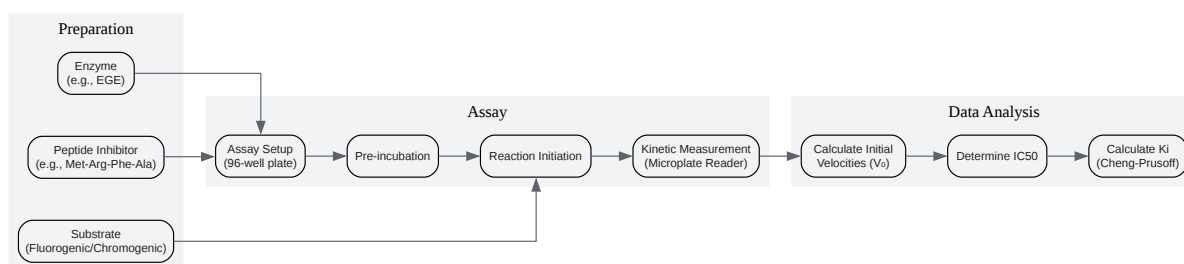 Preparation
Enzyme
(e.g., EGE)
Peptide Inhibitor
(e.g., Met-Arg-Phe-Ala)
Substrate
(Fluorogenic/Chromogenic)
Assay
Assay Setup
(96-well plate)
Pre-incubation
Reaction Initiation
Kinetic Measurement
(Microplate Reader)
Data Analysis
Calculate Initial
Velocities (V₀)
Determine IC50
Calculate Ki
(Cheng-Prusoff)